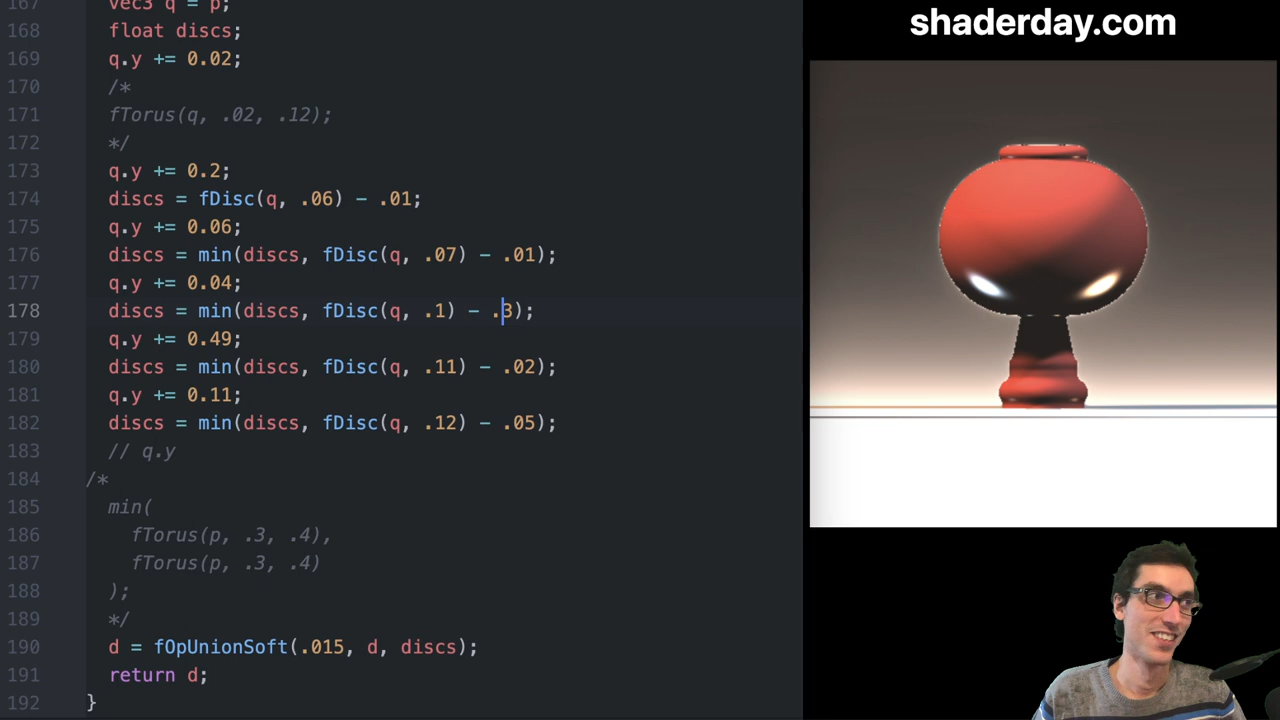 167 vec3 q = p;
168 float discs;
169 q.y += 0.02;
170 /*
171 fTorus(q, .02, .12);
172 */
173 q.y += 0.2;
174 discs = fDisc(q, .06) - .01;
175 q.y += 0.06;
176 discs = min(discs, fDisc(q, .07) - .01);
177 q.y += 0.04;
178 discs = min(discs, fDisc(q, .1) - .3);
179 q.y += 0.49;
180 discs = min(discs, fDisc(q, .11) - .02);
181 q.y += 0.11;
182 discs = min(discs, fDisc(q, .12) - .05);
183 // q.y
184 /*
185 min(
186 fTorus(p, .3, .4),
187 fTorus(p, .3, .4)
188 );
189 */
190 d = fOpUnionSoft(.015, d, discs);
191 return d;
192 }
shaderday.com